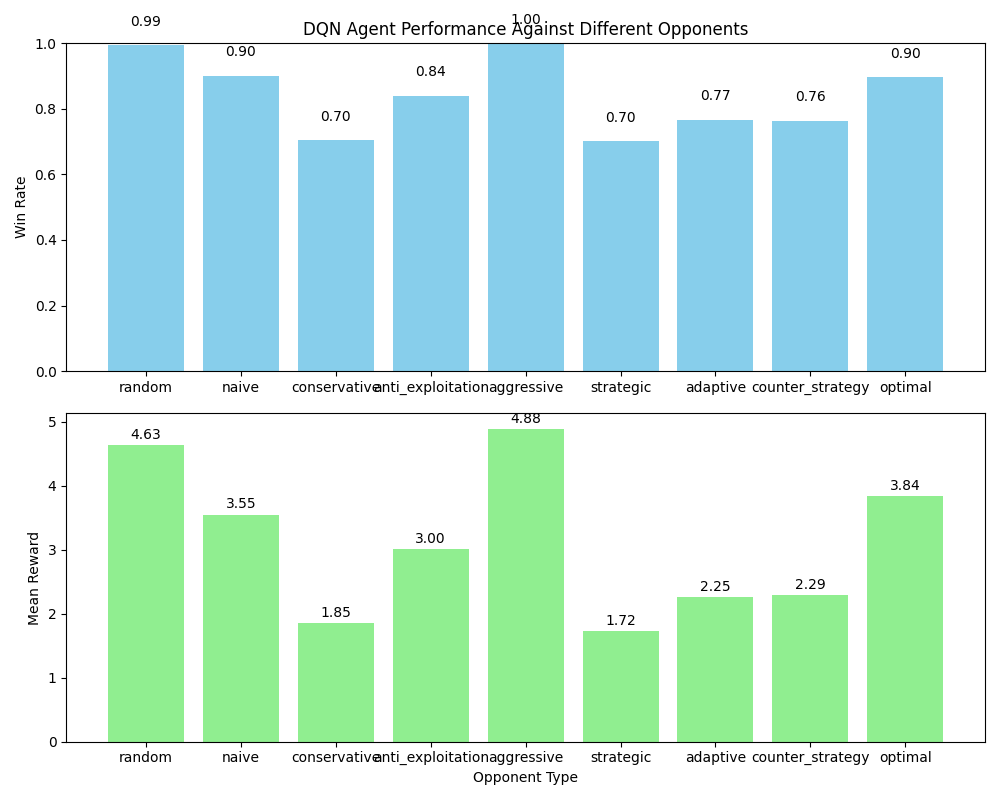 DQN Agent Performance Against Different Opponents
0.99 0.90 0.70 0.84 1.00 0.70 0.77 0.76 0.90
Win Rate
1.0
0.8
0.6
0.4
0.2
0.0
random naive conservative anti_exploitation aggressive strategic adaptive counter_strategy optimal
4.63 3.55 1.85 3.00 4.88 1.72 2.25 2.29 3.84
Mean Reward
5
4
3
2
1
0
random naive conservative anti_exploitation aggressive strategic adaptive counter_strategy optimal
Opponent Type